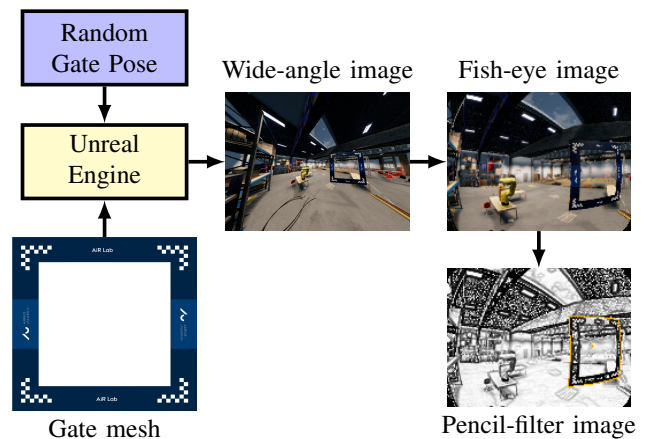 Random
Gate Pose
Unreal
Engine
Wide-angle image
Fish-eye image
AiR Lab
AiR Lab
Gate mesh
Pencil-filter image